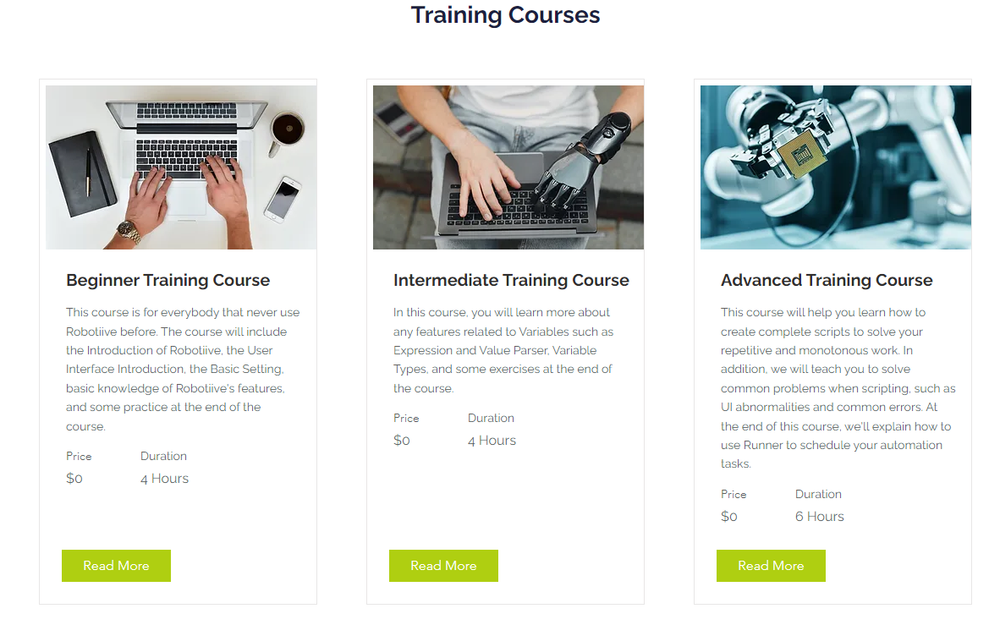 Training Courses
Beginner Training Course
This course is for everybody that never use
Robotiive before. The course will include
the Introduction of Robotiive, the User
Interface Introduction, the Basic Setting,
basic knowledge of Robotiive's features,
and some practice at the end of the
course.
Price Duration
$0 4 Hours
Read More
Intermediate Training Course
In this course, you will learn more about
any features related to Variables such as
Expression and Value Parser, Variable
Types, and some exercises at the end of
the course.
Price Duration
$0 4 Hours
Read More
Advanced Training Course
This course will help you learn how to
create complete scripts to solve your
repetitive and monotonous work. In
addition, we will teach you to solve
common problems when scripting, such as
UI abnormalities and common errors. At
the end of this course, we'll explain how to
use Runner to schedule your automation
tasks.
Price Duration
$0 6 Hours
Read More